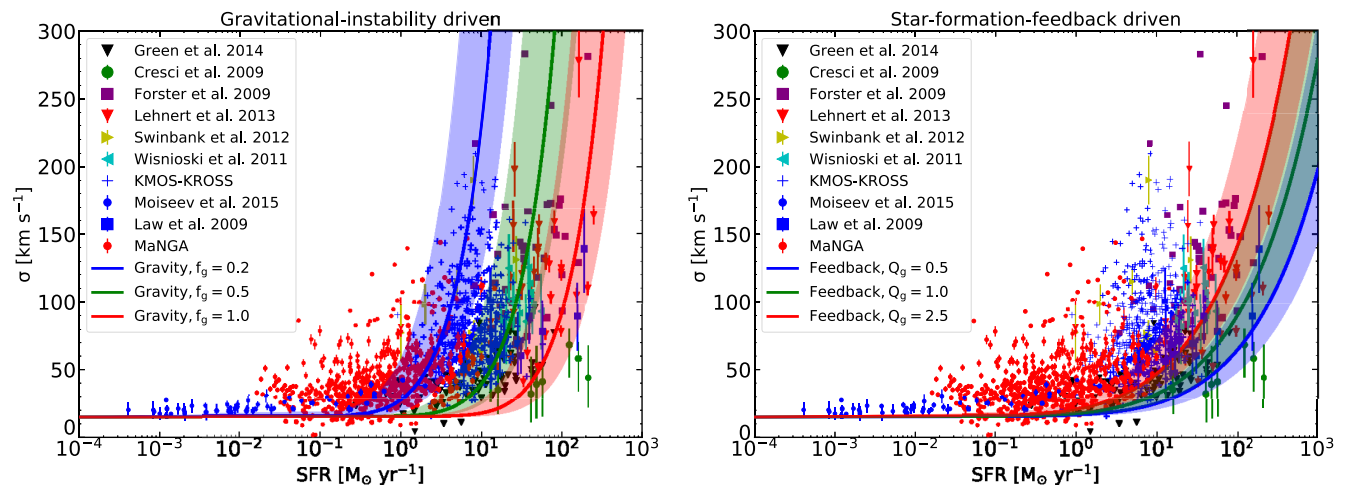 Gravitational-instability driven
300
250
200
150
100
50
0
σ [km s⁻¹]
Green et al. 2014
Cresci et al. 2009
Forster et al. 2009
Lehnert et al. 2013
Swinbank et al. 2012
Wisnioski et al. 2011
KMOS-KROSS
Moiseev et al. 2015
Law et al. 2009
MaNGA
Gravity, f_g = 0.2
Gravity, f_g = 0.5
Gravity, f_g = 1.0
10⁻⁴ 10⁻³ 10⁻² 10⁻¹ 10⁰ 10¹ 10² 10³
SFR [M⊙ yr⁻¹]
Star-formation-feedback driven
300
250
200
150
100
50
0
σ [km s⁻¹]
Green et al. 2014
Cresci et al. 2009
Forster et al. 2009
Lehnert et al. 2013
Swinbank et al. 2012
Wisnioski et al. 2011
KMOS-KROSS
Moiseev et al. 2015
Law et al. 2009
MaNGA
Feedback, Q_g = 0.5
Feedback, Q_g = 1.0
Feedback, Q_g = 2.5
10⁻⁴ 10⁻³ 10⁻² 10⁻¹ 10⁰ 10¹ 10² 10³
SFR [M⊙ yr⁻¹]